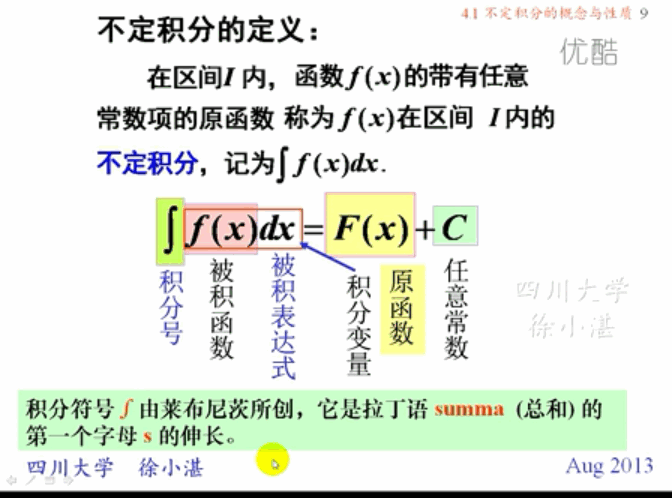 4.1 不定积分的概念与性质 9
优酷
不定积分的定义：
在区间I 内，函数 f(x)的带有任意
常数项的原函数 称为 f(x)在区间 I 内的
不定积分，记为∫ f(x)dx.
∫ f(x)dx = F(x) + C
积分号
被积函数
被积表达式
积分变量
原函数
任意常数
四川大学
徐小湛
积分符号 ∫ 由莱布尼茨所创，它是拉丁语 summa (总和) 的
第一个字母 s 的伸长。
四川大学 徐小湛 Aug 2013